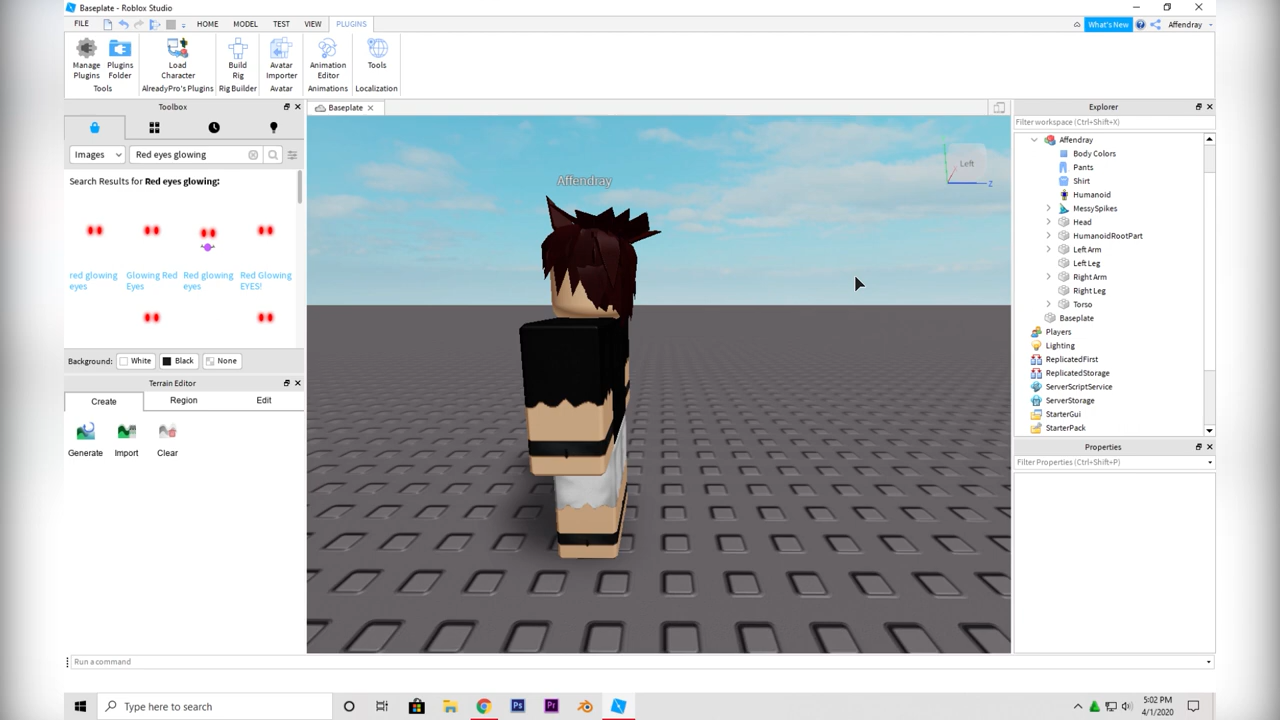 Baseplate - Roblox Studio
FILE HOME MODEL TEST VIEW PLUGINS What's New Affendray
Manage Plugins
Plugins Folder
Load Character
Build Rig
Avatar Importer
Animation Editor
Tools
Tools AlreadyPro's Plugins Rig Builder Avatar Animations Localization
Toolbox
Images Red eyes glowing
Search Results for Red eyes glowing:
red glowing eyes
Glowing Red Eyes
Red glowing eyes
Red Glowing EYES!
Background: White Black None
Terrain Editor
Create Region Edit
Generate Import Clear
Baseplate
Affendray
Left
Z
Explorer
Filter workspace (Ctrl+Shift+X)
Affendray
Body Colors
Pants
Shirt
Humanoid
MessySpikes
Head
HumanoidRootPart
Left Arm
Left Leg
Right Arm
Right Leg
Torso
Baseplate
Players
Lighting
ReplicatedFirst
ReplicatedStorage
ServerScriptService
ServerStorage
StarterGui
StarterPack
Properties
Filter Properties (Ctrl+Shift+P)
Run a command
Type here to search
Ps Pr
5:02 PM
4/1/2020